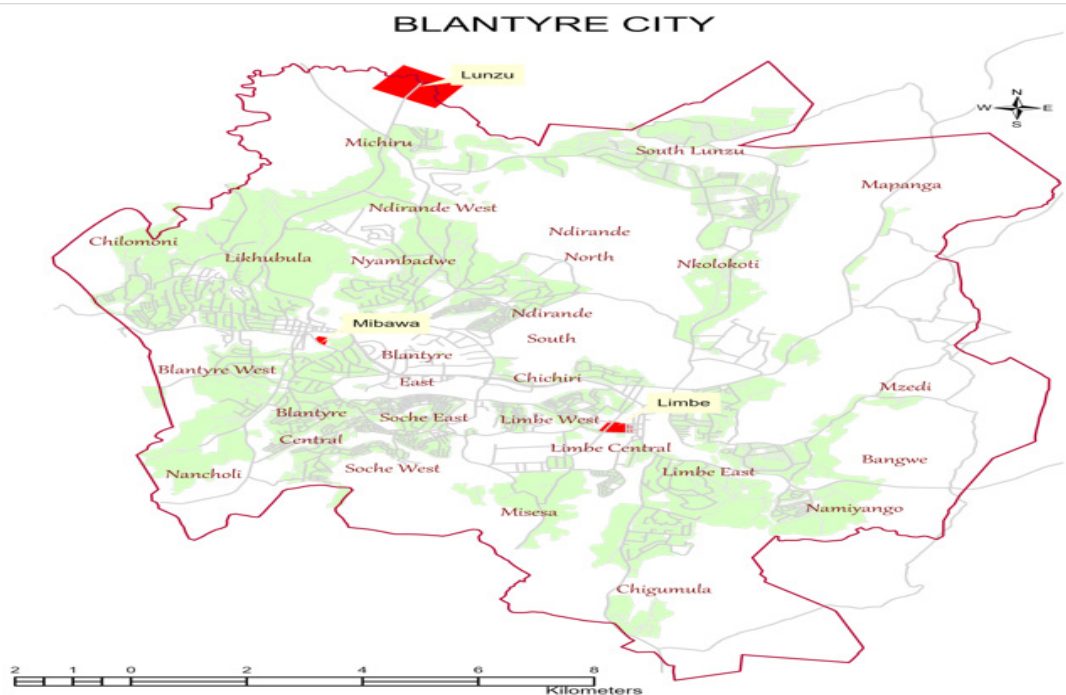 BLANTYRE CITY
Lunzu
N
W E
S
Michiru
South Lunzu
Mapanga
Ndirande West
Chilomoni
Ndirande
North
Likhubula
Nyambadwe
Nkolokoti
Ndirande
South
Mibawa
Blantyre
East
Blantyre West
Chichiri
Mzedi
Limbe
Blantyre
Central
Soche East
Limbe West
Limbe Central
Bangwe
Nancholi
Soche West
Limbe East
Misesa
Namiyango
Chigumula
2 1 0 2 4 6 8
Kilometers